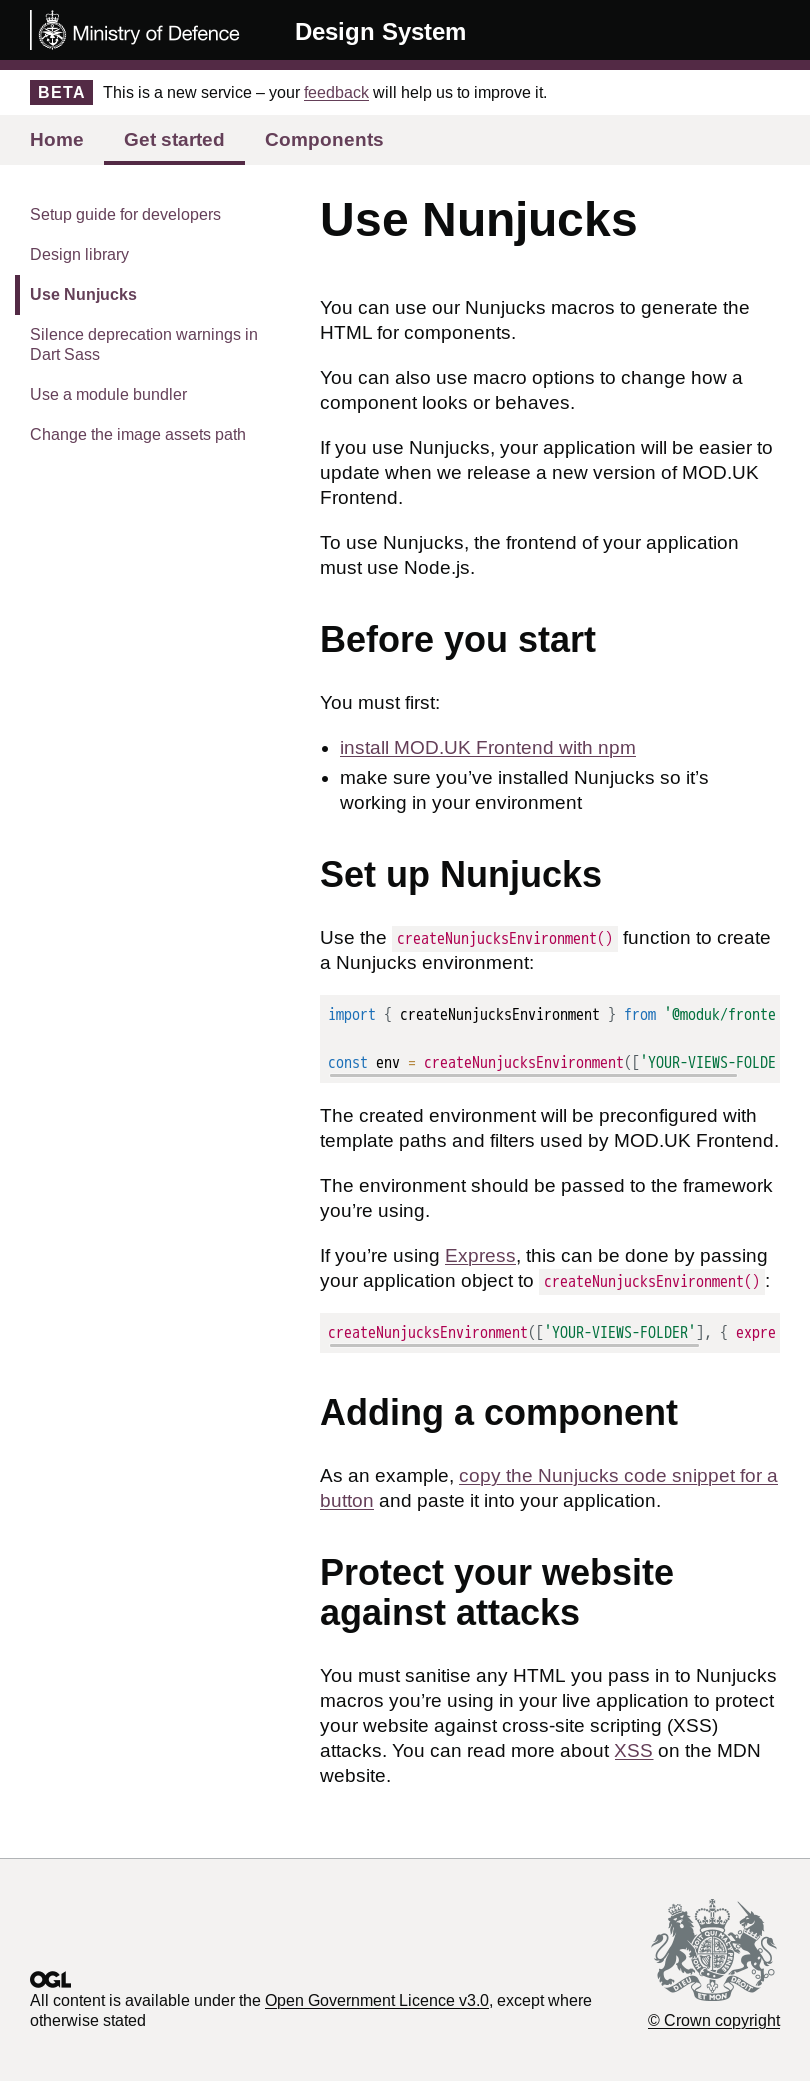 Ministry of Defence
Design System
BETA
This is a new service – your feedback will help us to improve it.
Home
Get started
Components
Setup guide for developers
Design library
Use Nunjucks
Silence deprecation warnings in
Dart Sass
Use a module bundler
Change the image assets path
Use Nunjucks
You can use our Nunjucks macros to generate the
HTML for components.
You can also use macro options to change how a
component looks or behaves.
If you use Nunjucks, your application will be easier to
update when we release a new version of MOD.UK
Frontend.
To use Nunjucks, the frontend of your application
must use Node.js.
Before you start
You must first:
• install MOD.UK Frontend with npm
• make sure you’ve installed Nunjucks so it’s
working in your environment
Set up Nunjucks
Use the createNunjucksEnvironment() function to create
a Nunjucks environment:
import { createNunjucksEnvironment } from '@moduk/fronte
const env = createNunjucksEnvironment(['YOUR-VIEWS-FOLDE
The created environment will be preconfigured with
template paths and filters used by MOD.UK Frontend.
The environment should be passed to the framework
you’re using.
If you’re using Express, this can be done by passing
your application object to createNunjucksEnvironment() :
createNunjucksEnvironment(['YOUR-VIEWS-FOLDER'], { expre
Adding a component
As an example, copy the Nunjucks code snippet for a
button and paste it into your application.
Protect your website
against attacks
You must sanitise any HTML you pass in to Nunjucks
macros you’re using in your live application to protect
your website against cross-site scripting (XSS)
attacks. You can read more about XSS on the MDN
website.
OGL
All content is available under the Open Government Licence v3.0, except where
otherwise stated
© Crown copyright